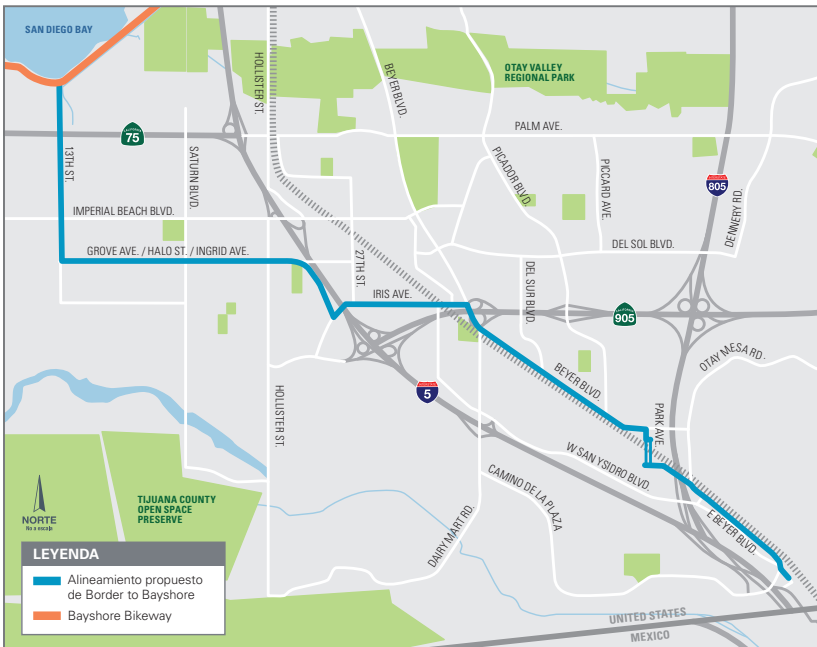 SAN DIEGO BAY
HOLLISTER ST.
BEYER BLVD.
OTAY VALLEY
REGIONAL PARK
CALIFORNIA
75
PALM AVE.
13TH ST.
SATURN BLVD.
PICADOR BLVD.
PICCARD AVE.
805
DENNERY RD.
IMPERIAL BEACH BLVD.
GROVE AVE. / HALO ST. / INGRID AVE.
27TH ST.
DEL SOL BLVD.
IRIS AVE.
DEL SUR BLVD.
CALIFORNIA
905
OTAY MESA RD.
BEYER BLVD.
5
HOLLISTER ST.
PARK AVE.
W SAN YSIDRO BLVD.
CAMINO DE LA PLAZA
DAIRY MART RD.
E BEYER BLVD.
NORTE
No a escala
TIJUANA COUNTY
OPEN SPACE
PRESERVE
LEYENDA
Alineamiento propuesto
de Border to Bayshore
Bayshore Bikeway
UNITED STATES
MEXICO